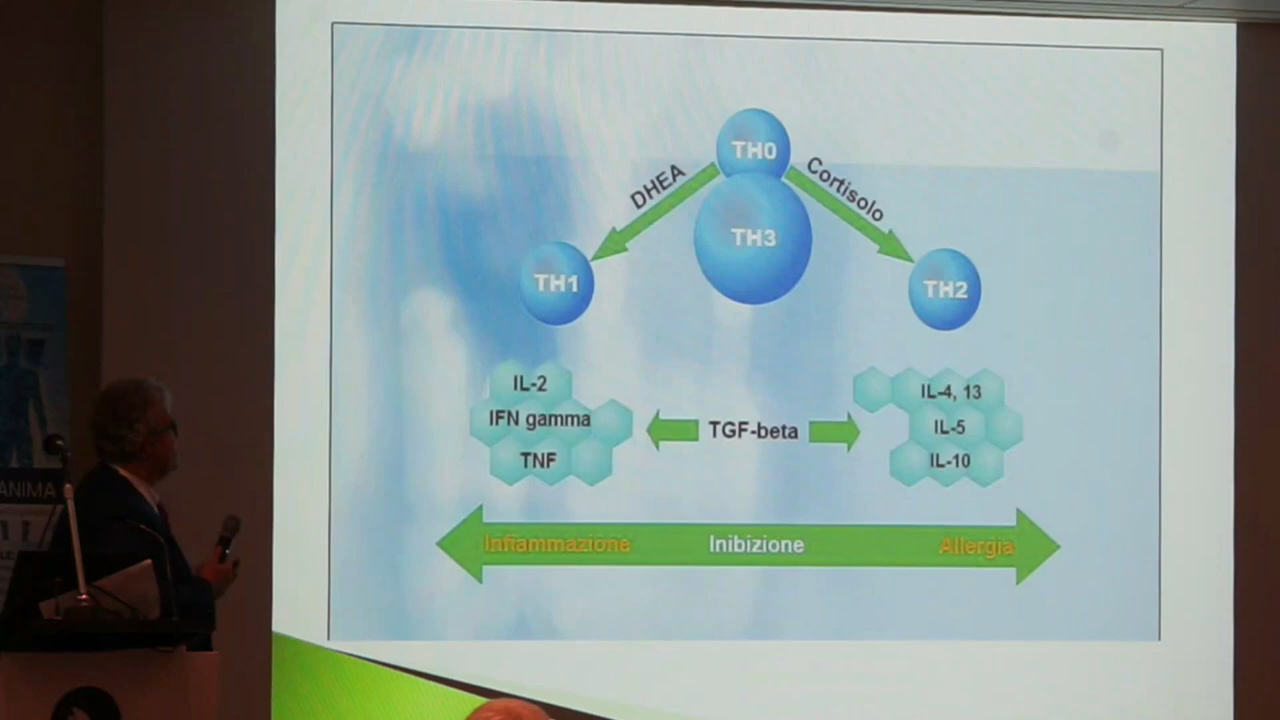 TH0
DHEA
Cortisolo
TH3
TH1
TH2
IL-2
IFN gamma
TNF
TGF-beta
IL-4, 13
IL-5
IL-10
Infiammazione
Inibizione
Allergia
ANIMA